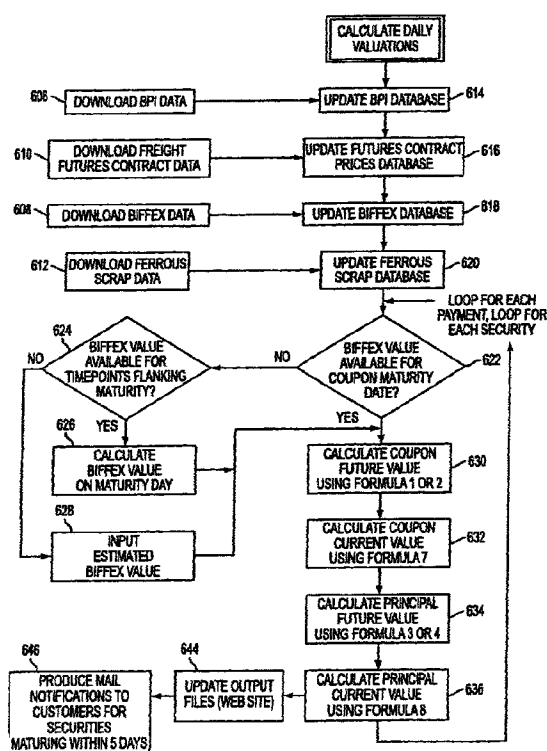 CALCULATE DAILY
VALUATIONS
606
DOWNLOAD BPI DATA
UPDATE BPI DATABASE
614
610
DOWNLOAD FREIGHT
FUTURES CONTRACT DATA
UPDATE FUTURES CONTRACT
PRICES DATABASE
616
608
DOWNLOAD BIFFEX DATA
UPDATE BIFFEX DATABASE
618
612
DOWNLOAD FERROUS
SCRAP DATA
UPDATE FERROUS
SCRAP DATABASE
620
LOOP FOR EACH
PAYMENT, LOOP FOR
EACH SECURITY
624
NO
BIFFEX VALUE
AVAILABLE FOR
TIMEPOINTS FLANKING
MATURITY?
NO
BIFFEX VALUE
AVAILABLE FOR
COUPON MATURITY
DATE?
622
YES
YES
626
CALCULATE
BIFFEX VALUE
ON MATURITY DAY
CALCULATE COUPON
FUTURE VALUE
USING FORMULA 1 OR 2
630
628
INPUT
ESTIMATED
BIFFEX VALUE
CALCULATE COUPON
CURRENT VALUE
USING FORMULA 7
632
CALCULATE PRINCIPAL
FUTURE VALUE
USING FORMULA 3 OR 4
634
646
PRODUCE MAIL
NOTIFICATIONS TO
CUSTOMERS FOR
SECURITIES
MATURING WITHIN 5 DAYS
644
UPDATE OUTPUT
FILES (WEB SITE)
CALCULATE PRINCIPAL
CURRENT VALUE
USING FORMULA 8
636